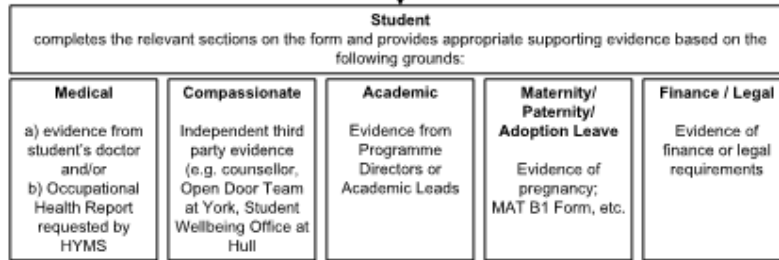 Student
completes the relevant sections on the form and provides appropriate supporting evidence based on the
following grounds:
Medical
a) evidence from
student's doctor
and/or
b) Occupational
Health Report
requested by
HYMS
Compassionate
Independent third
party evidence
(e.g. counsellor,
Open Door Team
at York, Student
Wellbeing Office at
Hull
Academic
Evidence from
Programme
Directors or
Academic Leads
Maternity/
Paternity/
Adoption Leave
Evidence of
pregnancy;
MAT B1 Form, etc.
Finance / Legal
Evidence of
finance or legal
requirements